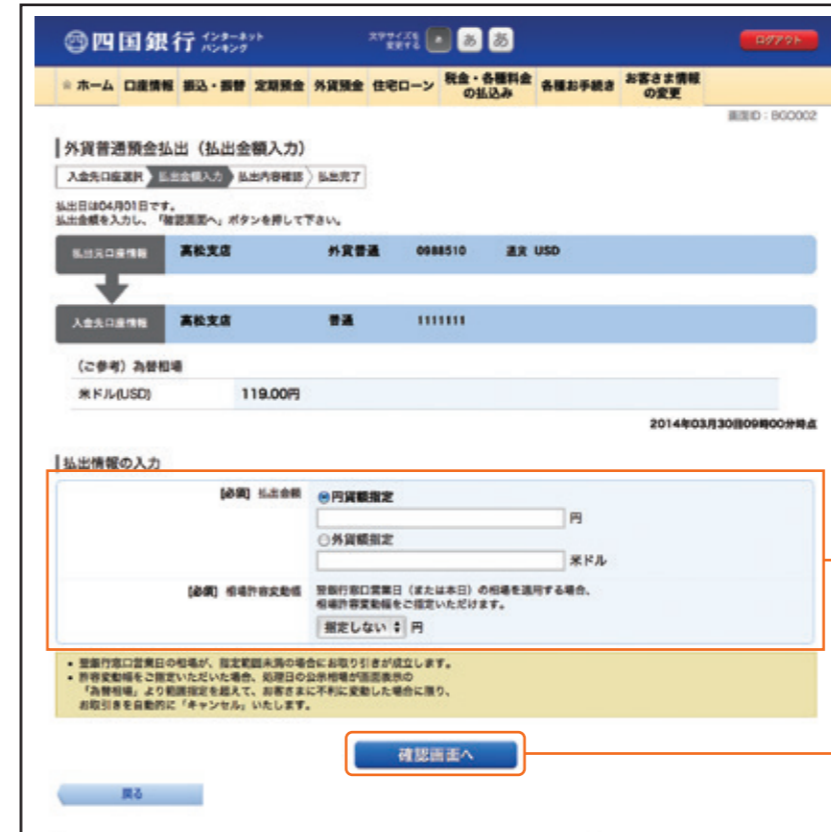 四国銀行 インターネット バンキング
文字サイズを変更する あ あ あ
ログアウト
ホーム 口座情報 振込・振替 定期預金 外貨預金 住宅ローン 税金・各種料金の払込み 各種お手続き お客さま情報の変更
画面ID：BGO002
外貨普通預金払出（払出金額入力）
入金先口座選択 払出金額入力 払出内容確認 払出完了
払出日は04月01日です。
払出金額を入力し、「確認画面へ」ボタンを押して下さい。
払出元口座情報 高松支店 外貨普通 0988510 通貨 USD
入金先口座情報 高松支店 普通 1111111
（ご参考）為替相場
米ドル(USD) 119.00円
2014年03月30日09時00分時点
払出情報の入力
[必須] 払出金額 円貨額指定
円
外貨額指定
米ドル
[必須] 相場許容変動幅 翌銀行窓口営業日（または本日）の相場を適用する場合、
相場許容変動幅をご指定いただけます。
指定しない 円
• 翌銀行窓口営業日の相場が、指定範囲未満の場合にお取り引きが成立します。
• 許容変動幅をご指定いただいた場合、処理日の公示相場が画面表示の
「為替相場」より範囲指定を超えて、お客さまに不利に変動した場合に限り、
お取引きを自動的に「キャンセル」いたします。
確認画面へ
戻る